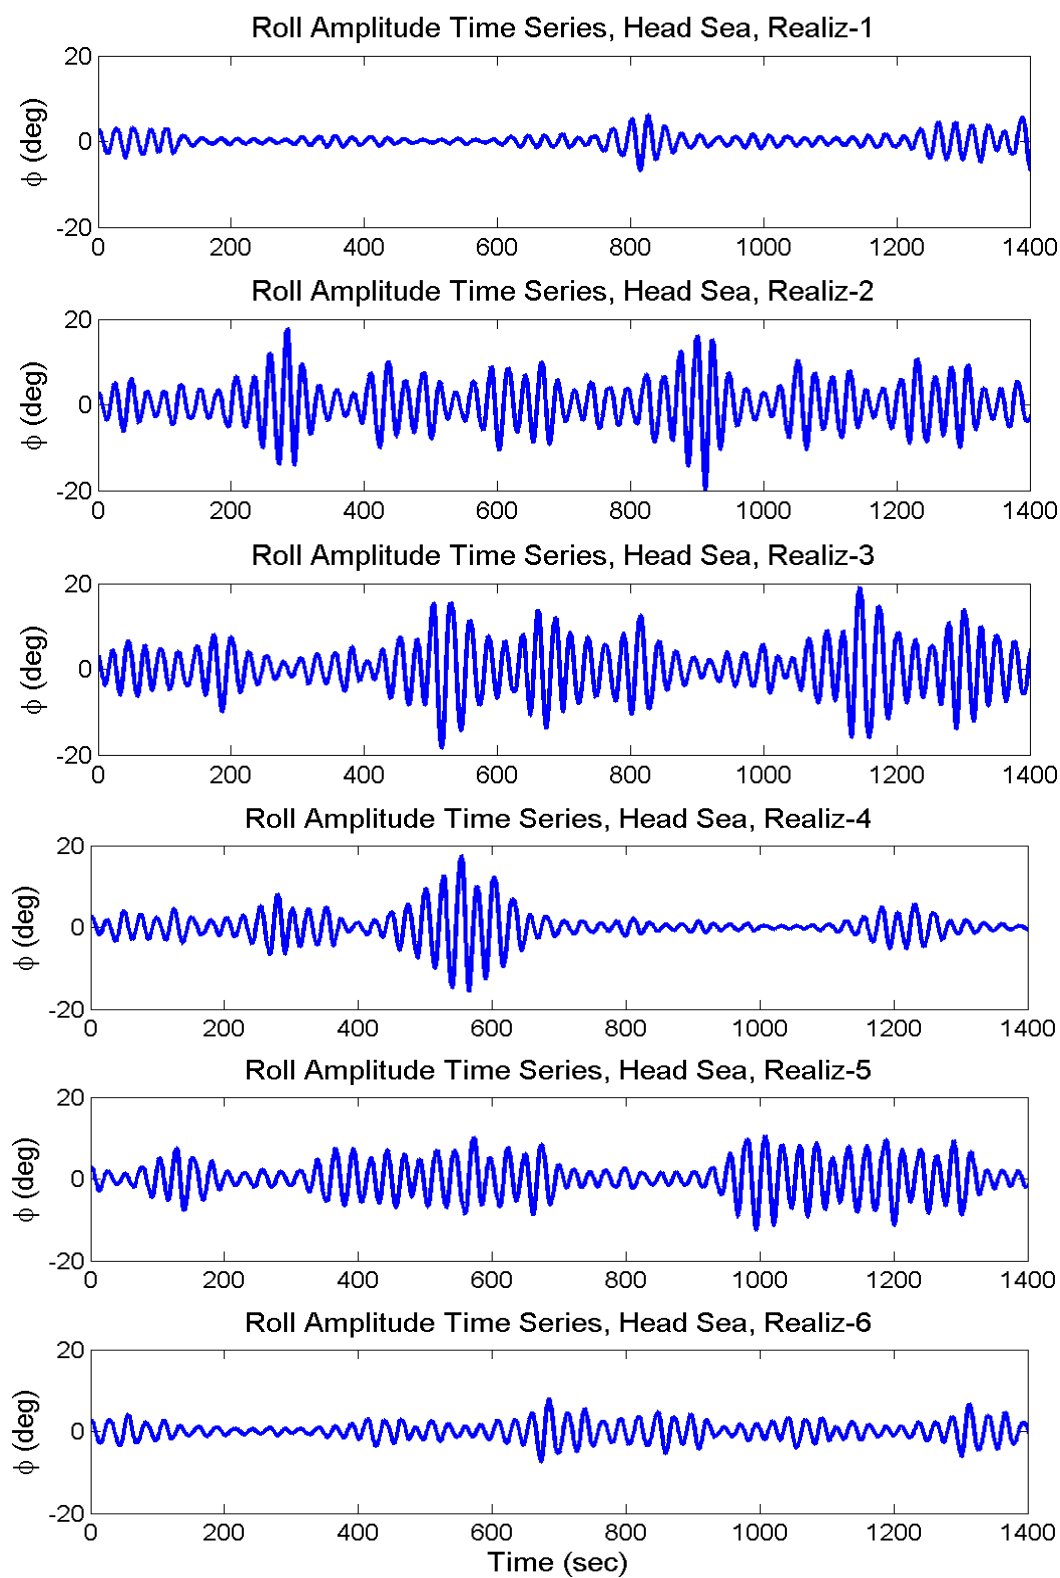 Roll Amplitude Time Series, Head Sea, Realiz-1
20
0
-20
ϕ (deg)
0 200 400 600 800 1000 1200 1400
Roll Amplitude Time Series, Head Sea, Realiz-2
20
0
-20
ϕ (deg)
0 200 400 600 800 1000 1200 1400
Roll Amplitude Time Series, Head Sea, Realiz-3
20
0
-20
ϕ (deg)
0 200 400 600 800 1000 1200 1400
Roll Amplitude Time Series, Head Sea, Realiz-4
20
0
-20
ϕ (deg)
0 200 400 600 800 1000 1200 1400
Roll Amplitude Time Series, Head Sea, Realiz-5
20
0
-20
ϕ (deg)
0 200 400 600 800 1000 1200 1400
Roll Amplitude Time Series, Head Sea, Realiz-6
20
0
-20
ϕ (deg)
0 200 400 600 800 1000 1200 1400
Time (sec)